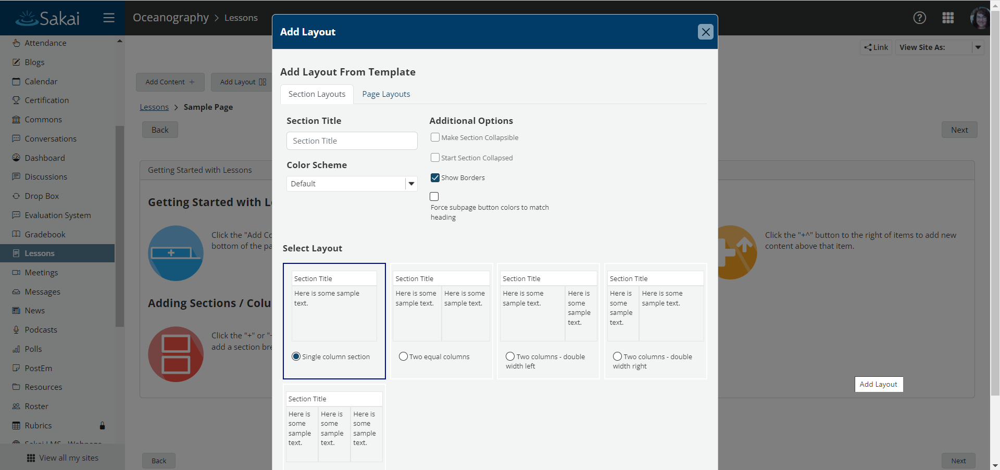 Sakai
Oceanography > Lessons
?
Attendance
Blogs
Calendar
Certification
Commons
Conversations
Dashboard
Discussions
Drop Box
Evaluation System
Gradebook
Lessons
Meetings
Messages
News
Podcasts
Polls
PostEm
Resources
Roster
Rubrics
View all my sites
Link
View Site As:
Add Content +
Add Layout
Lessons > Sample Page
Back
Next
Getting Started with Lessons
Getting Started with L
Click the "Add Co
bottom of the pa
Adding Sections / Colu
Click the "+" or "
add a section bre
Click the "+^" button to the right of items to add new
content above that item.
Add Layout
Back
Next
Add Layout
Add Layout From Template
Section Layouts
Page Layouts
Section Title
Section Title
Color Scheme
Default
Additional Options
Make Section Collapsible
Start Section Collapsed
Show Borders
Force subpage button colors to match
heading
Select Layout
Section Title
Here is some sample
text.
Single column section
Section Title
Here is some
sample text.
Here is some
sample text.
Two equal columns
Section Title
Here is some
sample text.
Here is
some
sample
text.
Two columns - double
width left
Section Title
Here is
some
sample
text.
Here is some
sample text.
Two columns - double
width right
Section Title
Here is
some
sample
text.
Here is
some
sample
text.
Here is
some
sample
text.